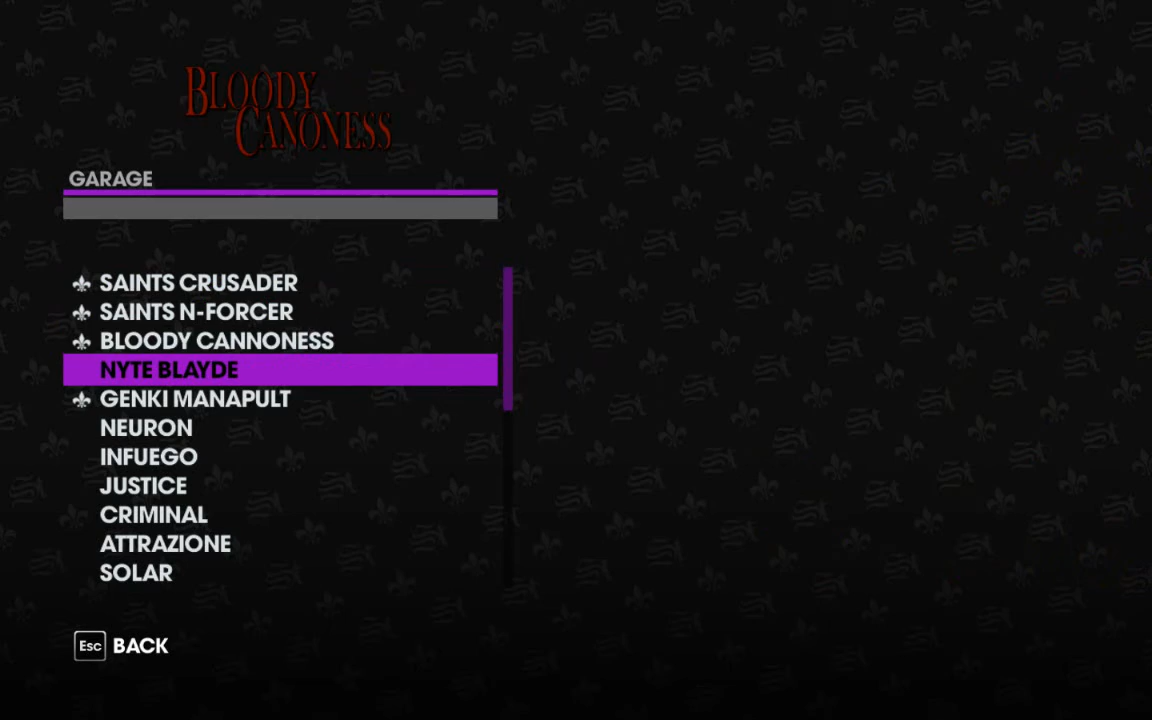 BLOODY
CANONESS
GARAGE
SAINTS CRUSADER
SAINTS N-FORCER
BLOODY CANNONESS
NYTE BLAYDE
GENKI MANAPULT
NEURON
INFUEGO
JUSTICE
CRIMINAL
ATTRAZIONE
SOLAR
Esc BACK